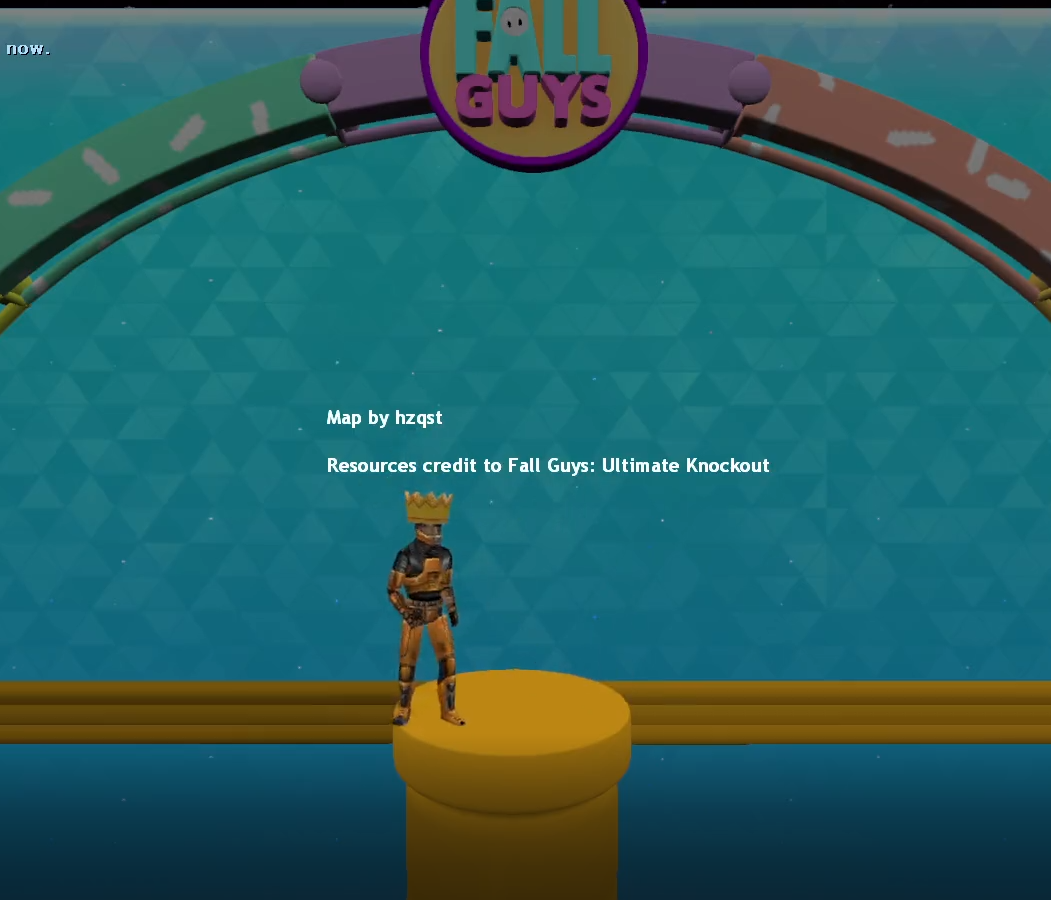 now.
FALL
GUYS
Map by hzqst
Resources credit to Fall Guys: Ultimate Knockout